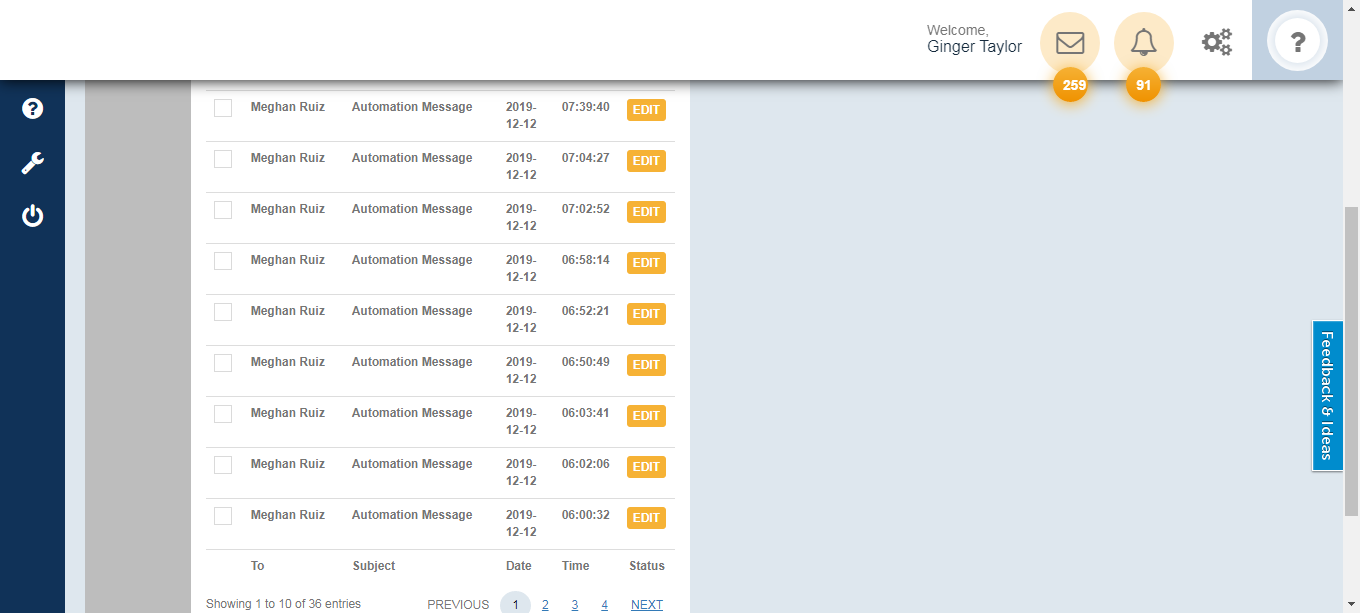 Welcome,
Ginger Taylor
259
91
?
?
Meghan Ruiz Automation Message 2019- 07:39:40 EDIT
12-12
Meghan Ruiz Automation Message 2019- 07:04:27 EDIT
12-12
Meghan Ruiz Automation Message 2019- 07:02:52 EDIT
12-12
Meghan Ruiz Automation Message 2019- 06:58:14 EDIT
12-12
Meghan Ruiz Automation Message 2019- 06:52:21 EDIT
12-12
Meghan Ruiz Automation Message 2019- 06:50:49 EDIT
12-12
Meghan Ruiz Automation Message 2019- 06:03:41 EDIT
12-12
Meghan Ruiz Automation Message 2019- 06:02:06 EDIT
12-12
Meghan Ruiz Automation Message 2019- 06:00:32 EDIT
12-12
To Subject Date Time Status
Showing 1 to 10 of 36 entries PREVIOUS 1 2 3 4 NEXT
Feedback & Ideas